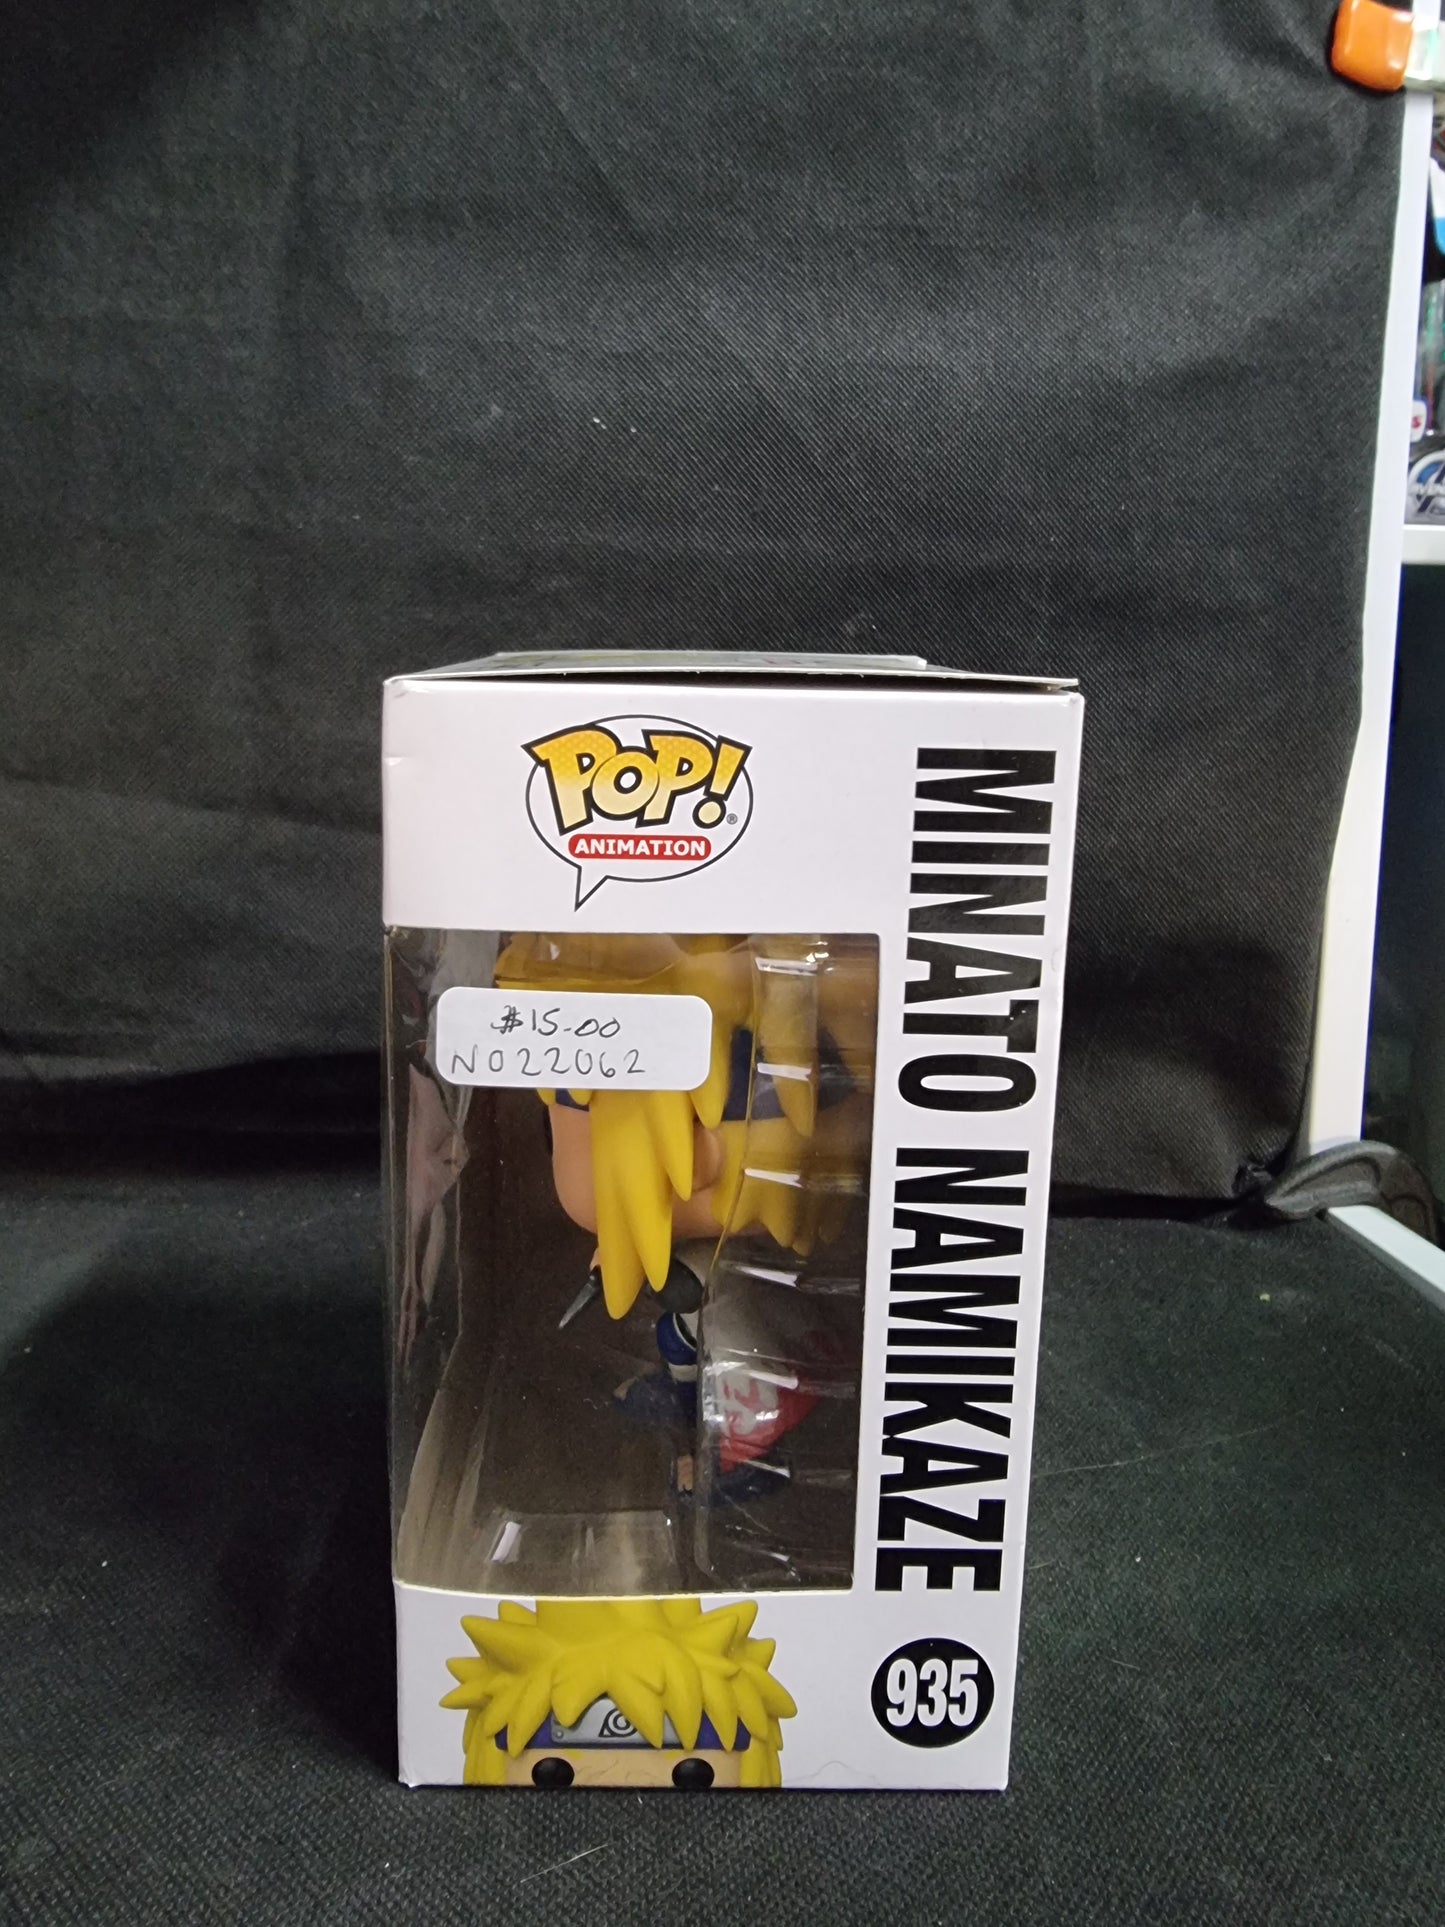 POP!
ANIMATION
$15.00
N022062
MINATO NAMIKAZE
935